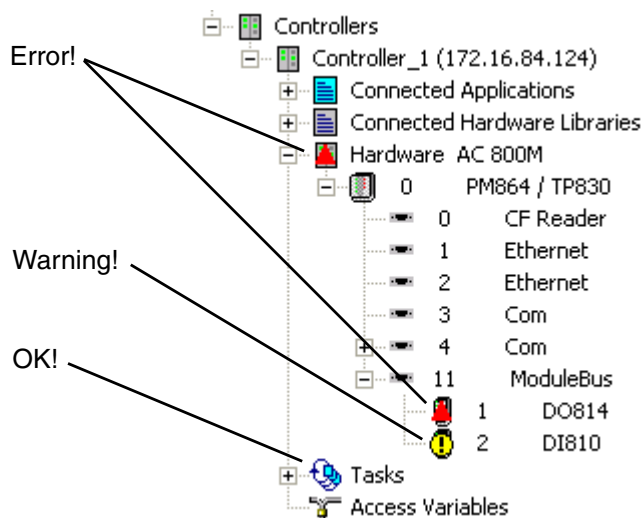 Controllers
Error!
Controller_1 (172.16.84.124)
Connected Applications
Connected Hardware Libraries
Hardware AC 800M
0 PM864 / TP830
0 CF Reader
1 Ethernet
Warning!
2 Ethernet
3 Com
OK!
4 Com
11 ModuleBus
1 DO814
2 DI810
Tasks
Access Variables